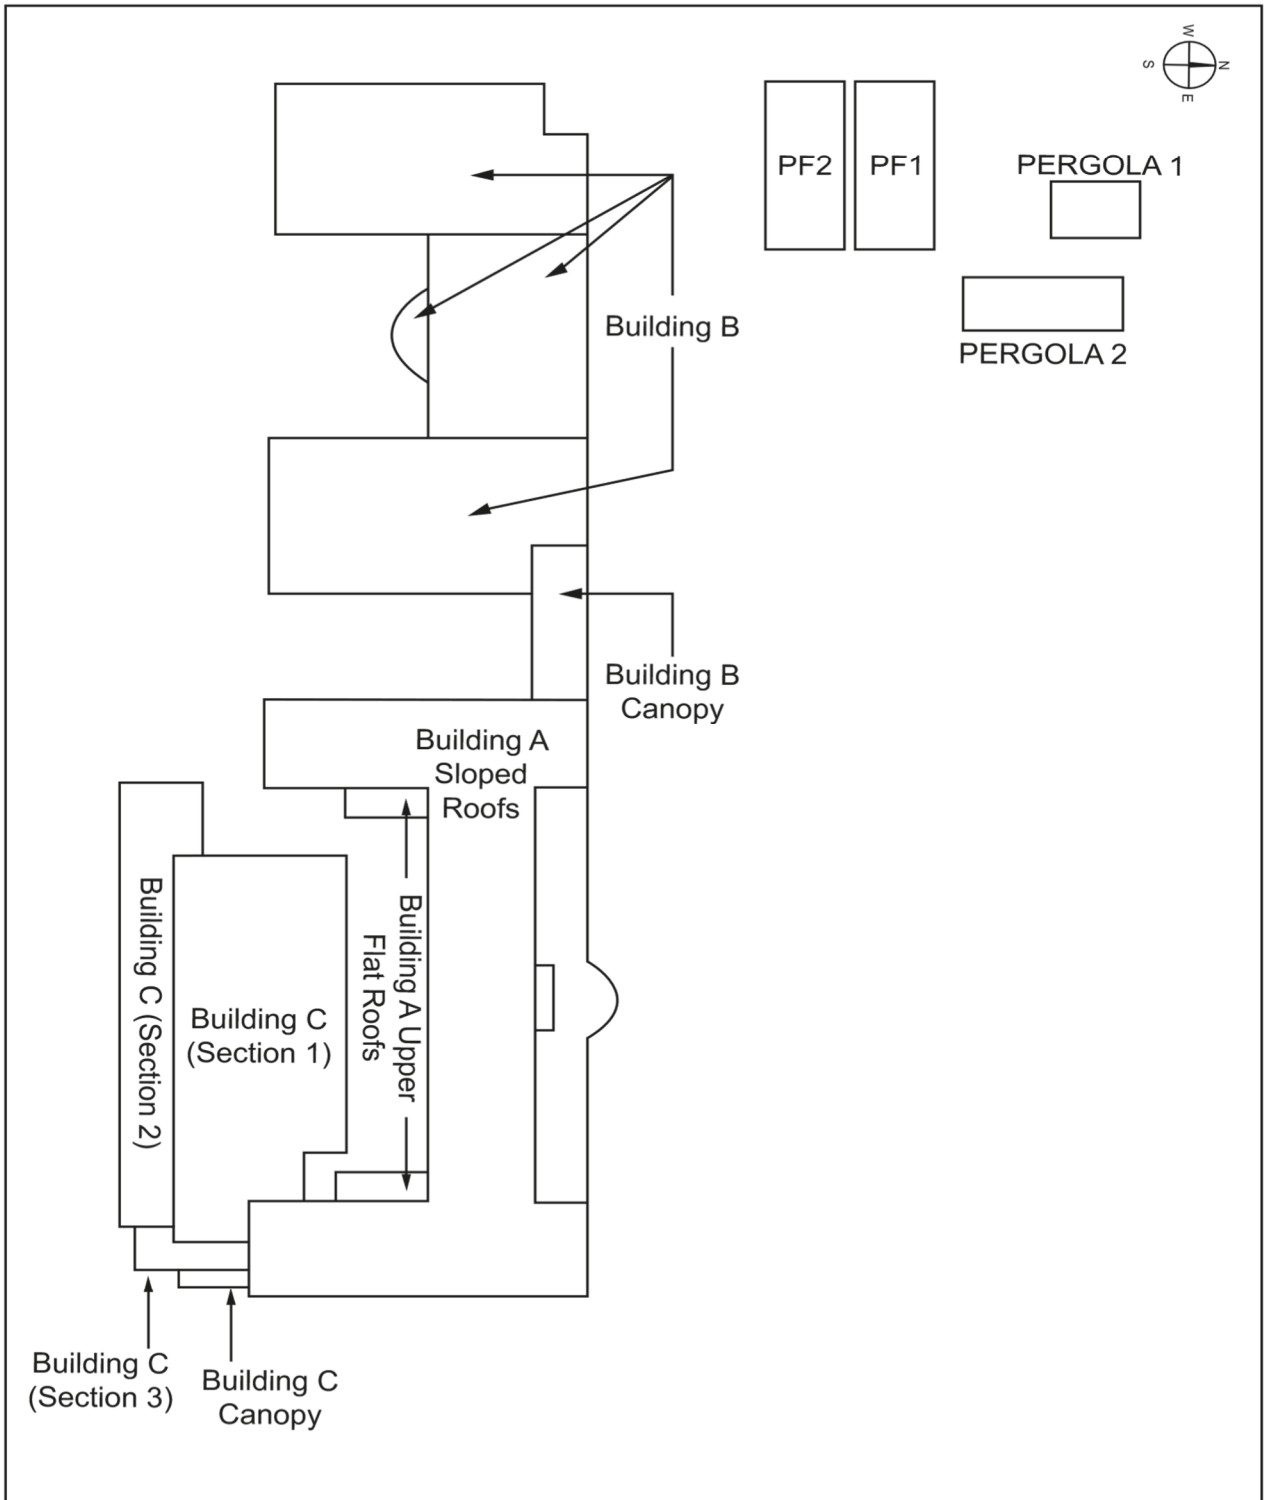 W
S
N
E
PF2
PF1
PERGOLA 1
PERGOLA 2
Building B
Building B
Canopy
Building A
Sloped
Roofs
Building A Upper
Flat Roofs
Building C (Section 2)
Building C
(Section 1)
Building C
(Section 3)
Building C
Canopy